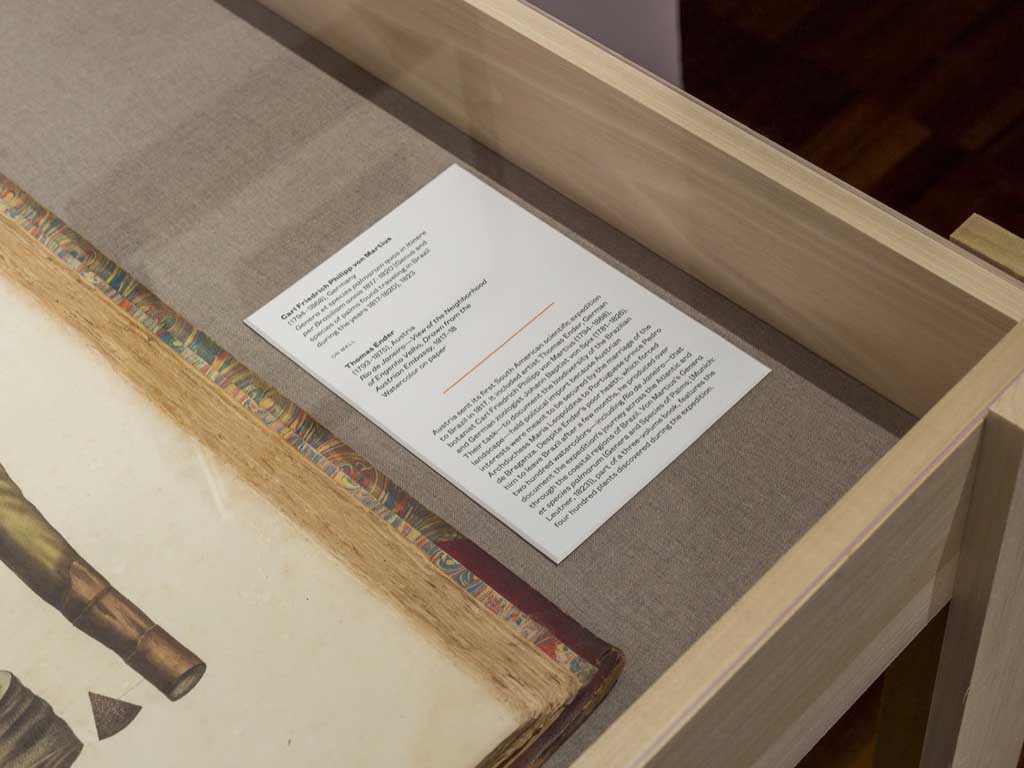 Carl Friedrich Philipp von Martius
(1794–1868), Germany
Genera et species palmarum quas in itinere
per Brasiliam annis 1817–1820 (Genus and
species of palms found traveling in Brazil
during the years 1817–1820), 1823
ON WALL
Thomas Ender
(1793–1875), Austria
Rio de Janeiro—View of the Neighborhood
of Engenho Velho, Drawn from the
Austrian Embassy, 1817–18
Watercolor on paper
Austria sent its first South American scientific expedition
to Brazil in 1817. It included artist Thomas Ender, German
botanist Carl Friedrich Philipp von Martius (1794–1868),
and German zoologist Johann Baptist von Spix (1781–1826).
Their task—to document the biodiversity of the Brazilian
landscape—held political import because Austrian
interests were meant to be secured by the marriage of the
Archduchess Maria Leopoldina to Portuguese prince Pedro
de Braganza. Despite Ender's poor health, which forced
him to leave Brazil after a few months, he produced over
two hundred watercolors—including Rio de Janeiro—that
document the expedition's journey across the Atlantic and
through the coastal regions of Brazil. Von Martius's Genera
et species palmarum (Genera and Species of Palms) (Munich:
Leutner, 1823), part of a three-volume book, features the
four hundred plants discovered during the expedition.